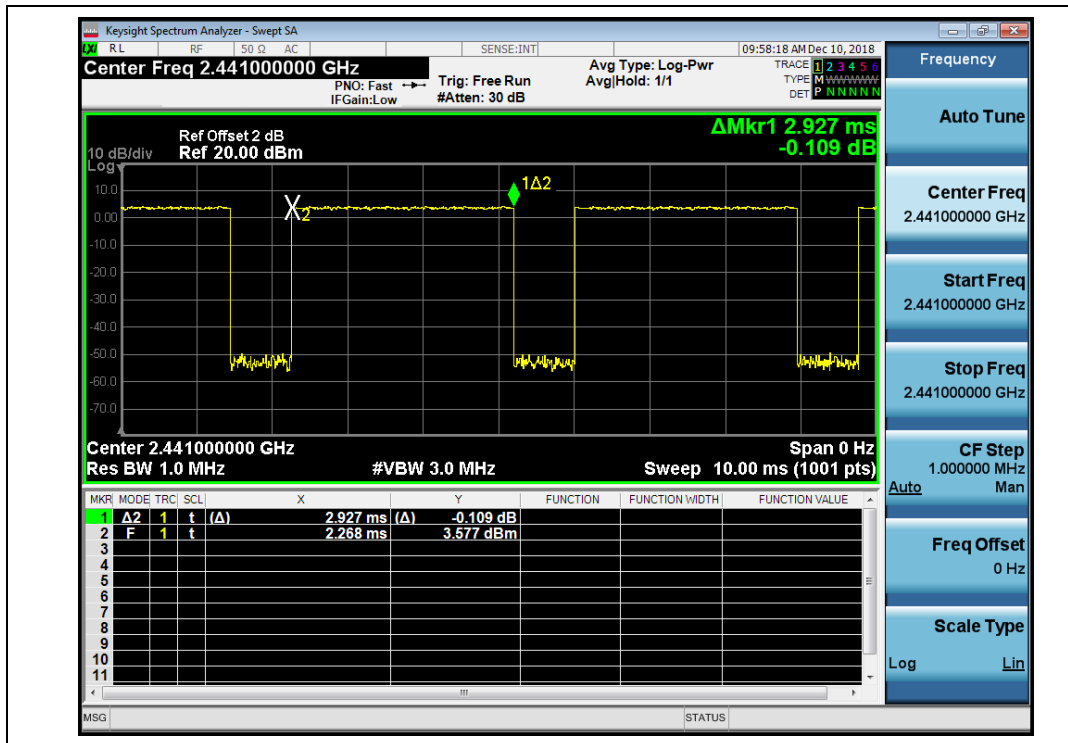 Keysight Spectrum Analyzer - Swept SA
LXI RL RF 50 Ω AC SENSE:INT 09:58:18 AM Dec 10, 2018
Center Freq 2.441000000 GHz
PNO: Fast
IFGain:Low
Trig: Free Run
#Atten: 30 dB
Avg Type: Log-Pwr
Avg|Hold: 1/1
TRACE 1 2 3 4 5 6
TYPE M WWWWW
DET P N N N N N
Ref Offset 2 dB
Ref 20.00 dBm
10 dB/div
Log
ΔMkr1 2.927 ms
-0.109 dB
10.0
0.00
-10.0
-20.0
-30.0
-40.0
-50.0
-60.0
-70.0
X2
1Δ2
Center 2.441000000 GHz Span 0 Hz
Res BW 1.0 MHz #VBW 3.0 MHz Sweep 10.00 ms (1001 pts)
MKR MODE TRC SCL X Y FUNCTION FUNCTION WIDTH FUNCTION VALUE
1 Δ2 1 t (Δ) 2.927 ms (Δ) -0.109 dB
2 F 1 t 2.268 ms 3.577 dBm
3
4
5
6
7
8
9
10
11
MSG STATUS
Frequency
Auto Tune
Center Freq
2.441000000 GHz
Start Freq
2.441000000 GHz
Stop Freq
2.441000000 GHz
CF Step
1.000000 MHz
Auto Man
Freq Offset
0 Hz
Scale Type
Log Lin